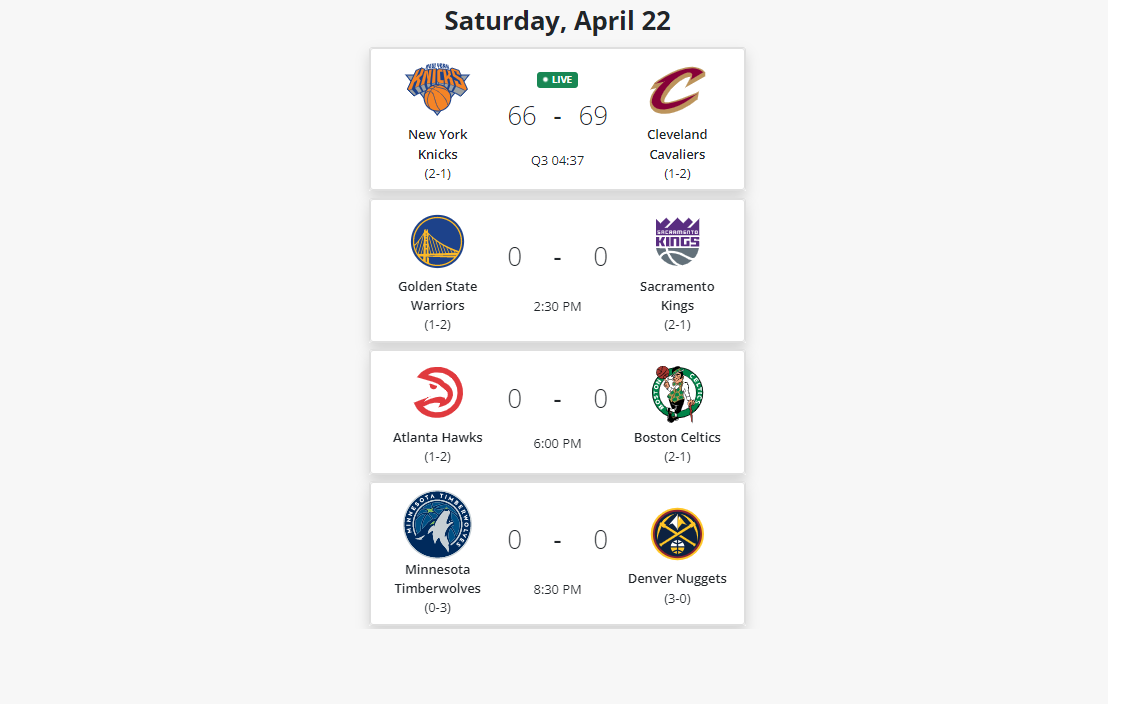 Saturday, April 22
NEW YORK
KNICKS
LIVE
66 - 69
New York
Knicks
(2-1)
Q3 04:37
Cleveland
Cavaliers
(1-2)
SACRAMENTO
KINGS
0 - 0
Golden State
Warriors
(1-2)
2:30 PM
Sacramento
Kings
(2-1)
BOSTON CELTICS
0 - 0
Atlanta Hawks
(1-2)
6:00 PM
Boston Celtics
(2-1)
MINNESOTA TIMBERWOLVES
0 - 0
Minnesota
Timberwolves
(0-3)
8:30 PM
Denver Nuggets
(3-0)